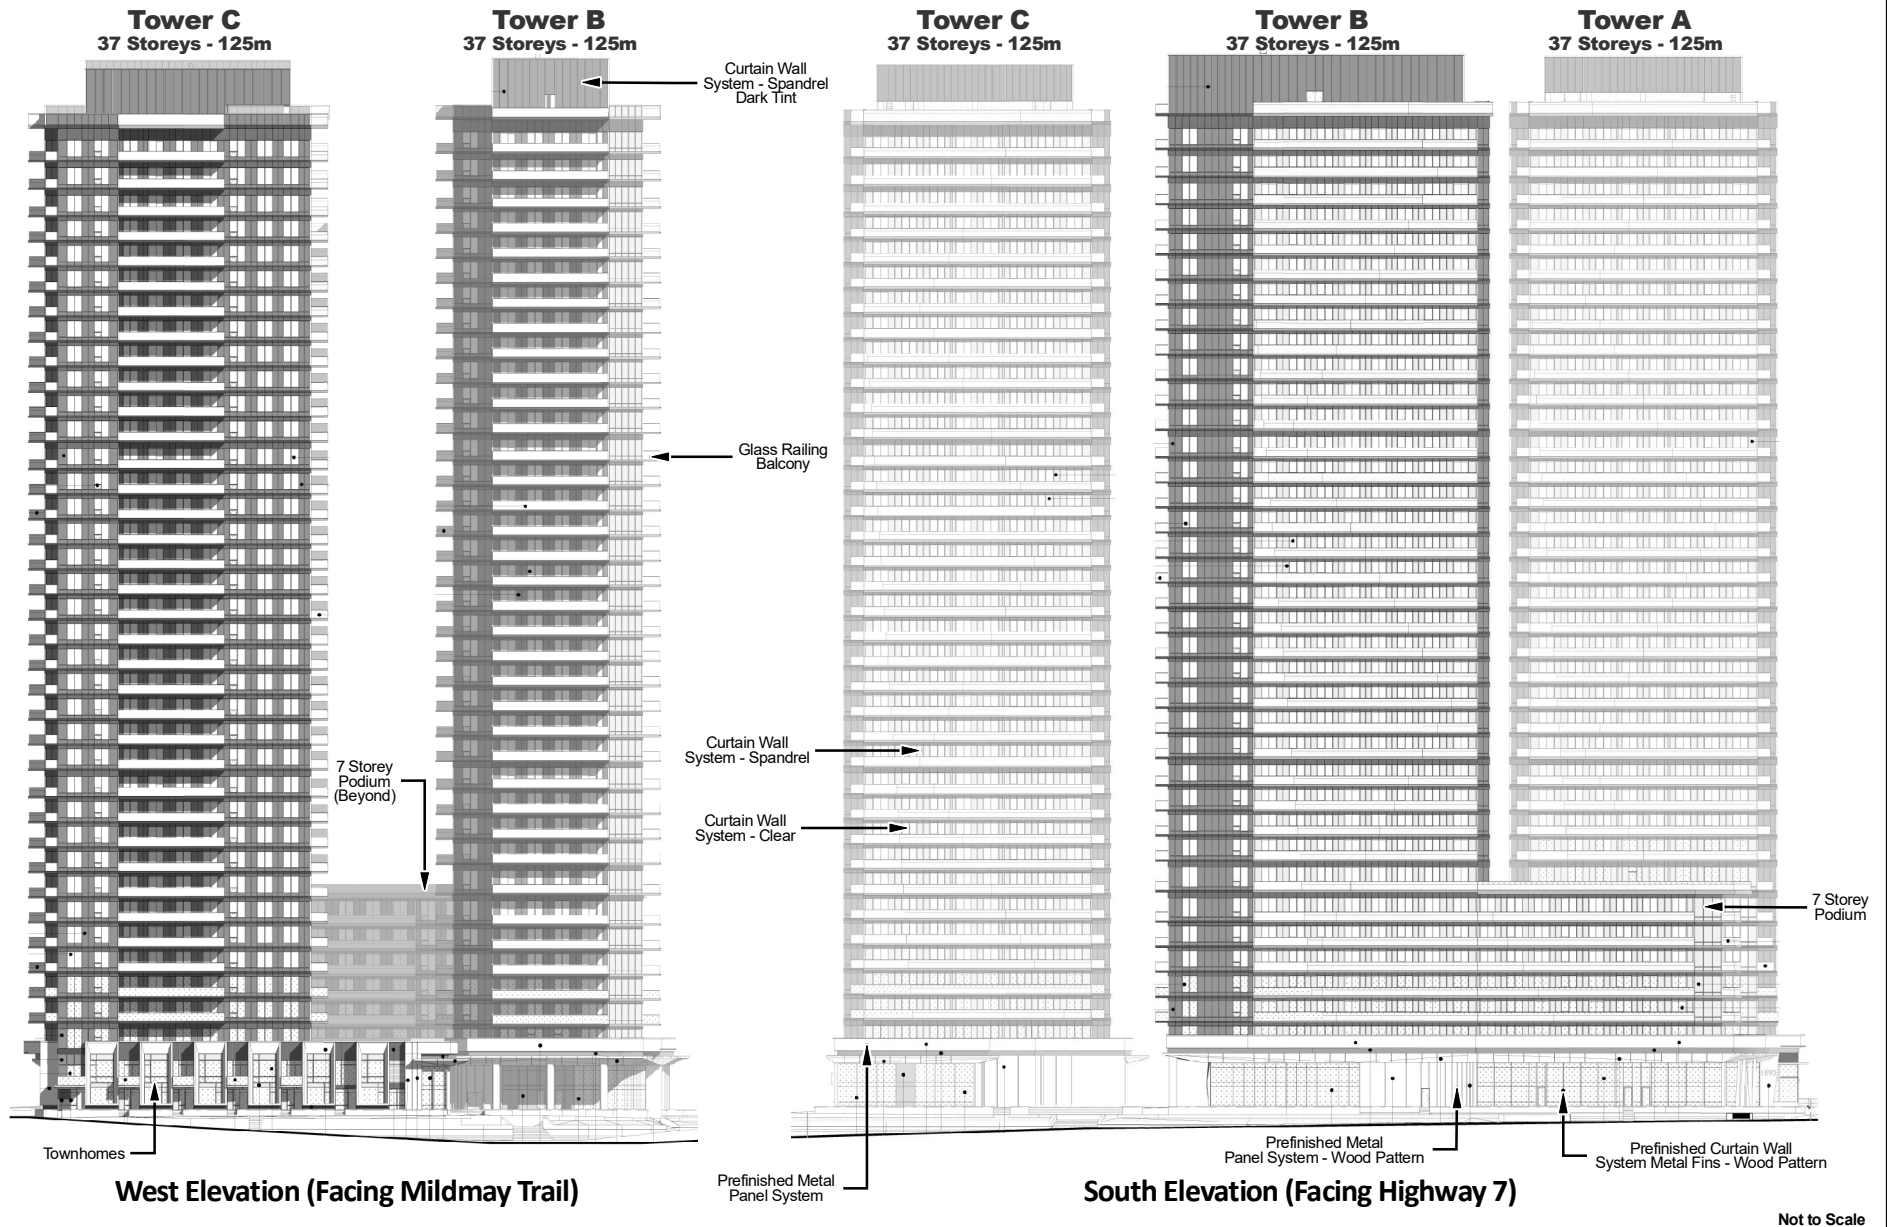 Tower C
37 Storeys - 125m
Tower B
37 Storeys - 125m
Tower C
37 Storeys - 125m
Tower B
37 Storeys - 125m
Tower A
37 Storeys - 125m
Curtain Wall
System - Spandrel
Dark Tint
Glass Railing
Balcony
Curtain Wall
System - Spandrel
7 Storey
Podium
(Beyond)
Curtain Wall
System - Clear
7 Storey
Podium
1890
Townhomes
Prefinished Metal
Panel System
Prefinished Metal
Panel System - Wood Pattern
Prefinished Curtain Wall
System Metal Fins - Wood Pattern
West Elevation (Facing Mildmay Trail)
South Elevation (Facing Highway 7)
Not to Scale